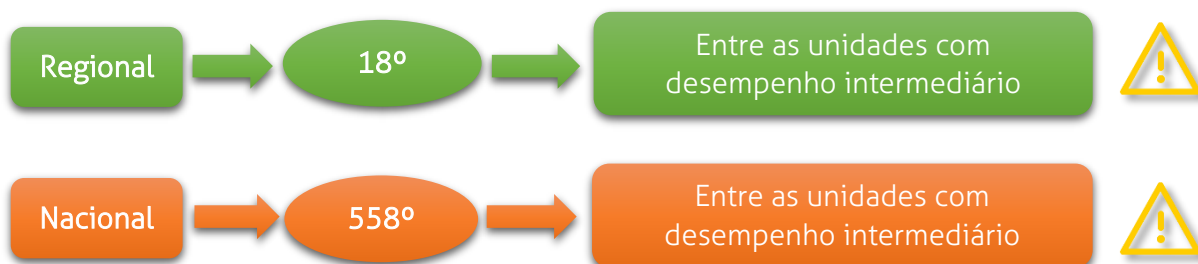 Regional
18º
Entre as unidades com
desempenho intermediário
Nacional
558º
Entre as unidades com
desempenho intermediário